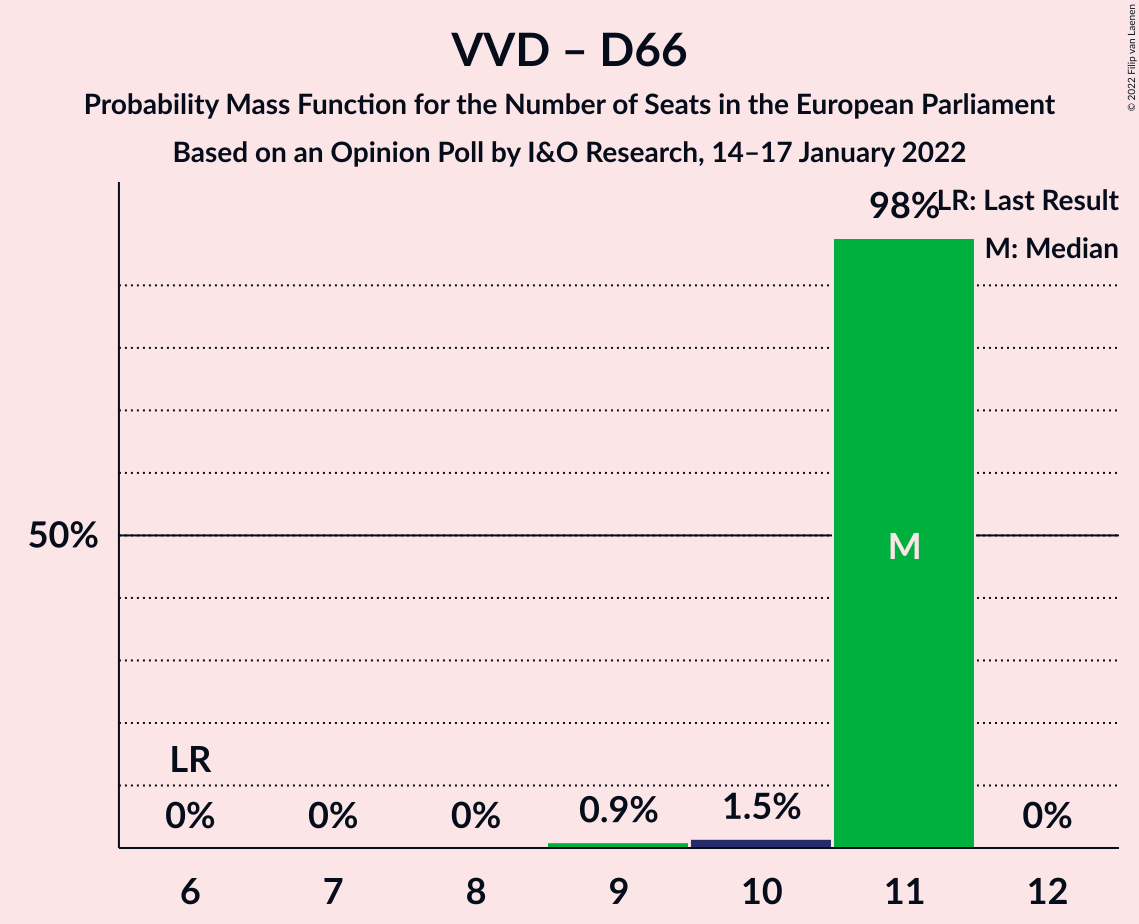 VVD – D66
Probability Mass Function for the Number of Seats in the European Parliament
Based on an Opinion Poll by I&O Research, 14–17 January 2022
© 2022 Filip van Laenen
98%
LR: Last Result
M: Median
50%
M
LR
0% 0% 0% 0.9% 1.5% 0%
6 7 8 9 10 11 12